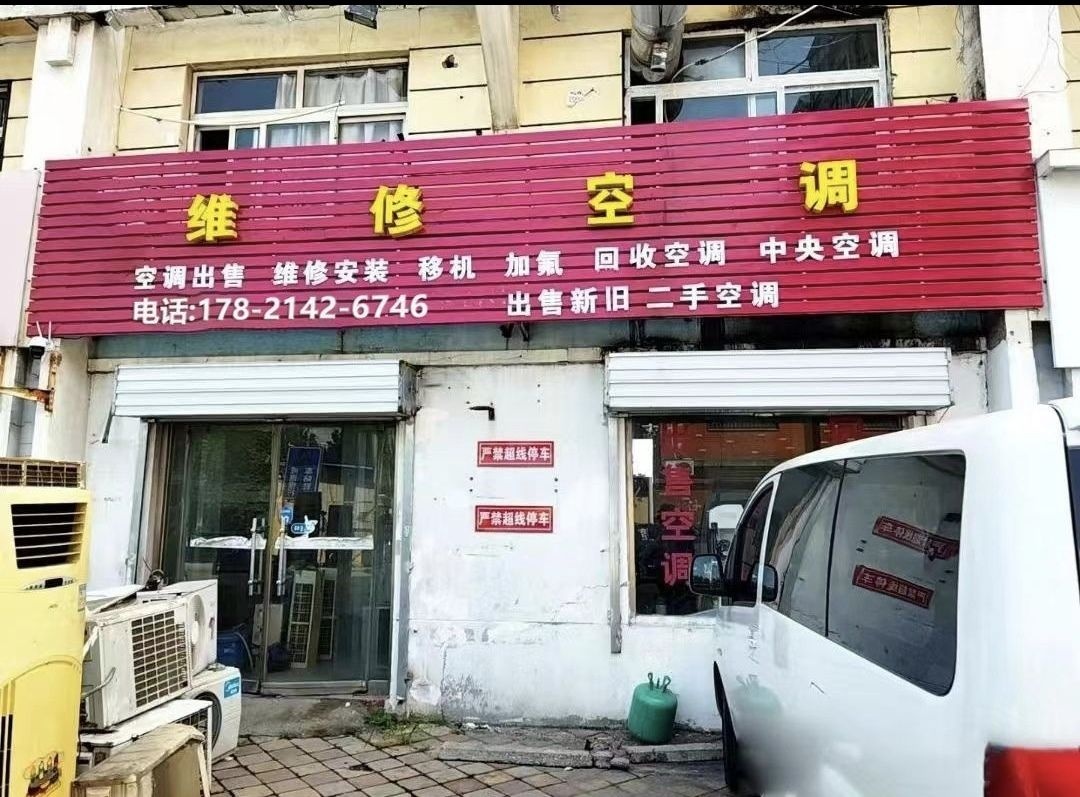 维修空调
空调出售 维修安装 移机 加氟 回收空调 中央空调
电话:178-2142-6746 出售新旧 二手空调
严禁超线停车
严禁超线停车
售空调
Midea